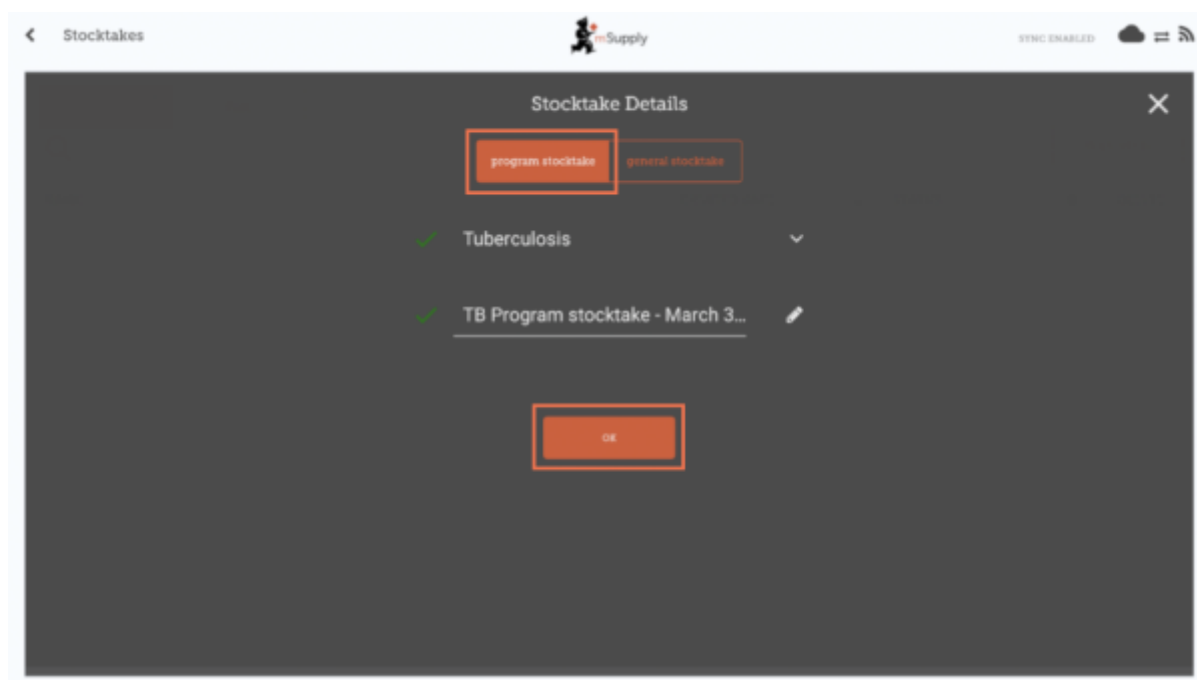 Stocktakes
mSupply
SYNC ENABLED
Stocktake Details
program stocktake
general stocktake
Tuberculosis
TB Program stocktake - March 3...
OK